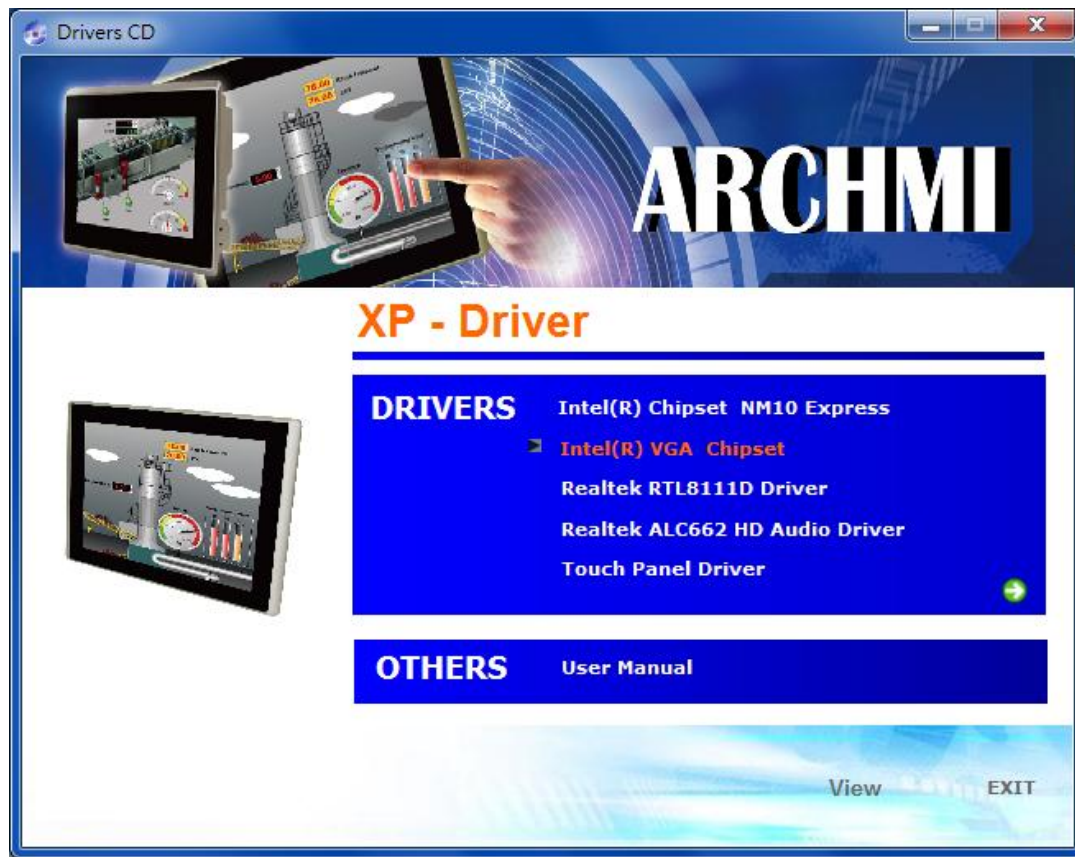 Drivers CD
ARCHMI
XP - Driver
DRIVERS
Intel(R) Chipset NM10 Express
Intel(R) VGA Chipset
Realtek RTL8111D Driver
Realtek ALC662 HD Audio Driver
Touch Panel Driver
OTHERS
User Manual
View
EXIT